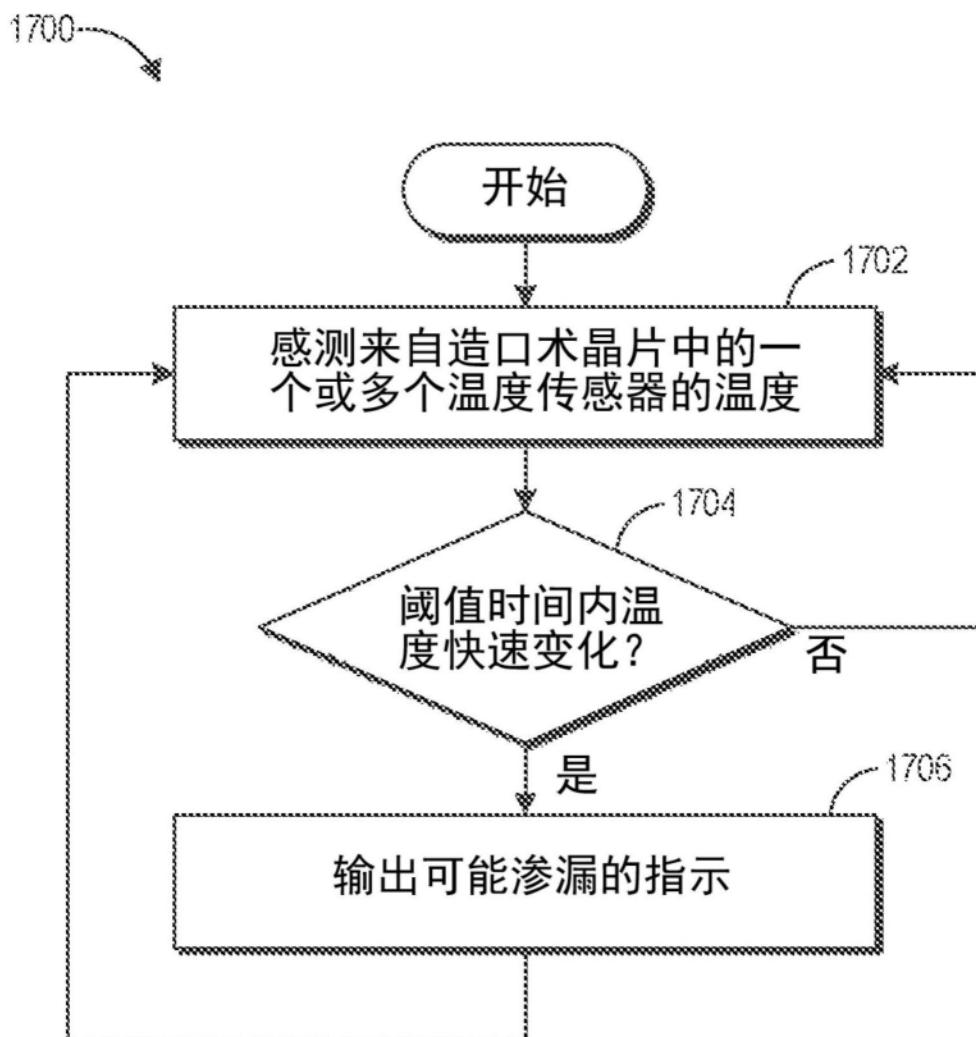 1700
开始
1702
感测来自造口术晶片中的一
个或多个温度传感器的温度
1704
阈值时间内温
度快速变化?
否
是
1706
输出可能渗漏的指示